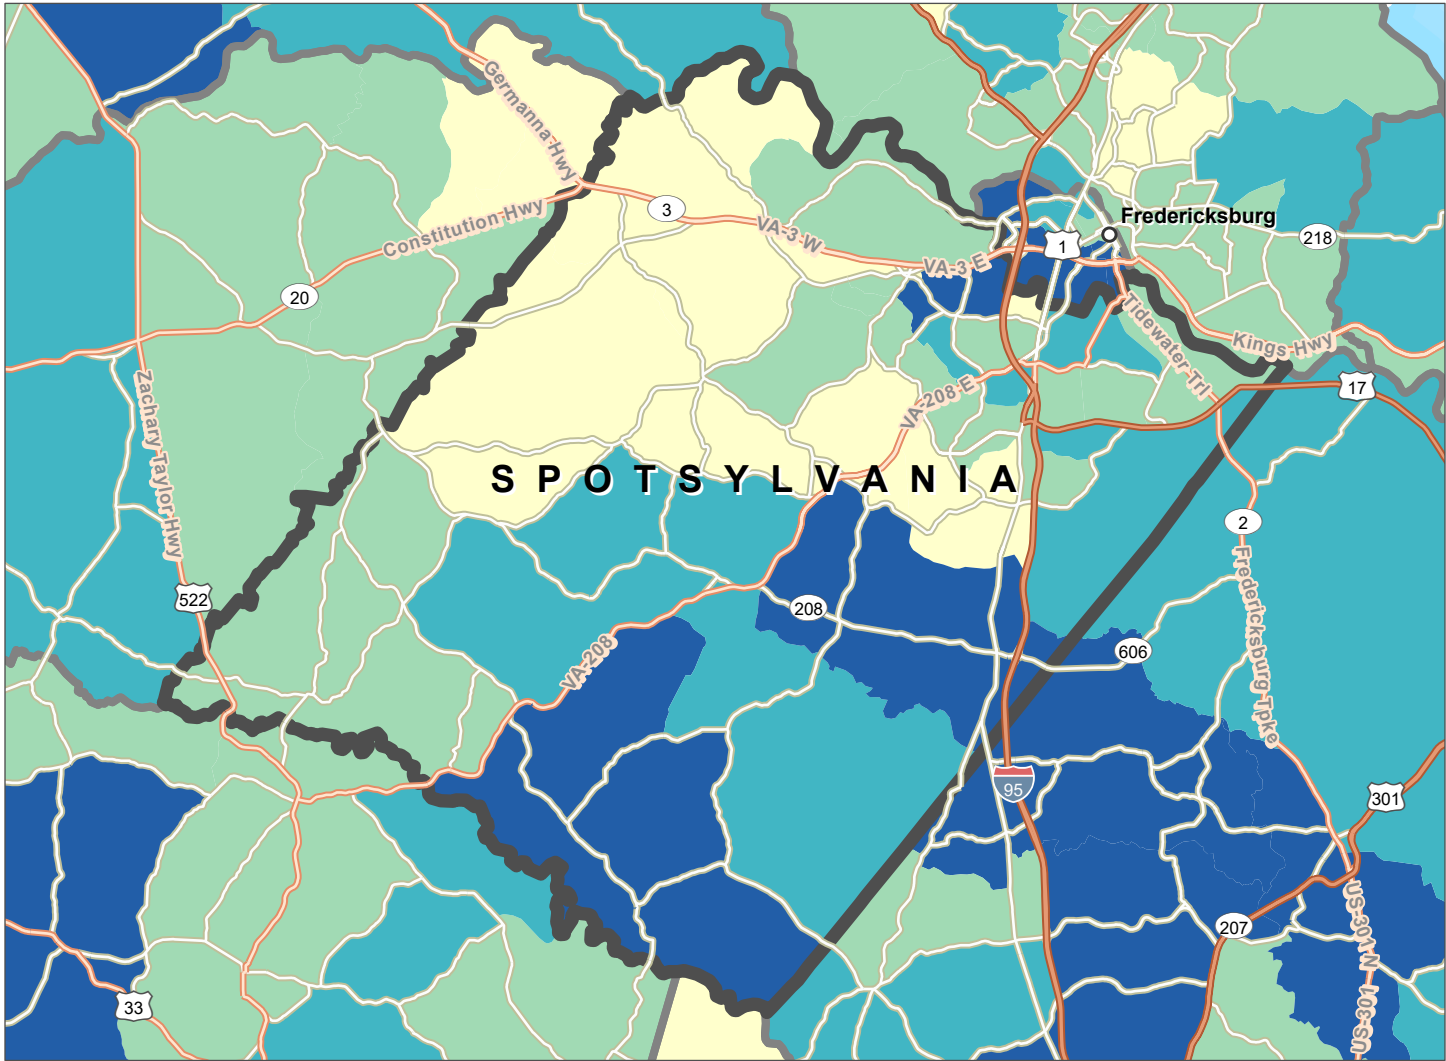 Germanna Hwy
3
Constitution Hwy
VA-3 W
Fredericksburg
1
218
VA-3 E
20
Tidewater Trl
Kings Hwy
17
Zachary Taylor Hwy
VA-208 E
SPOTSYLVANIA
2
522
208
Fredericksburg Tpke
606
VA-208
95
301
207
US-301 N
33
US-301